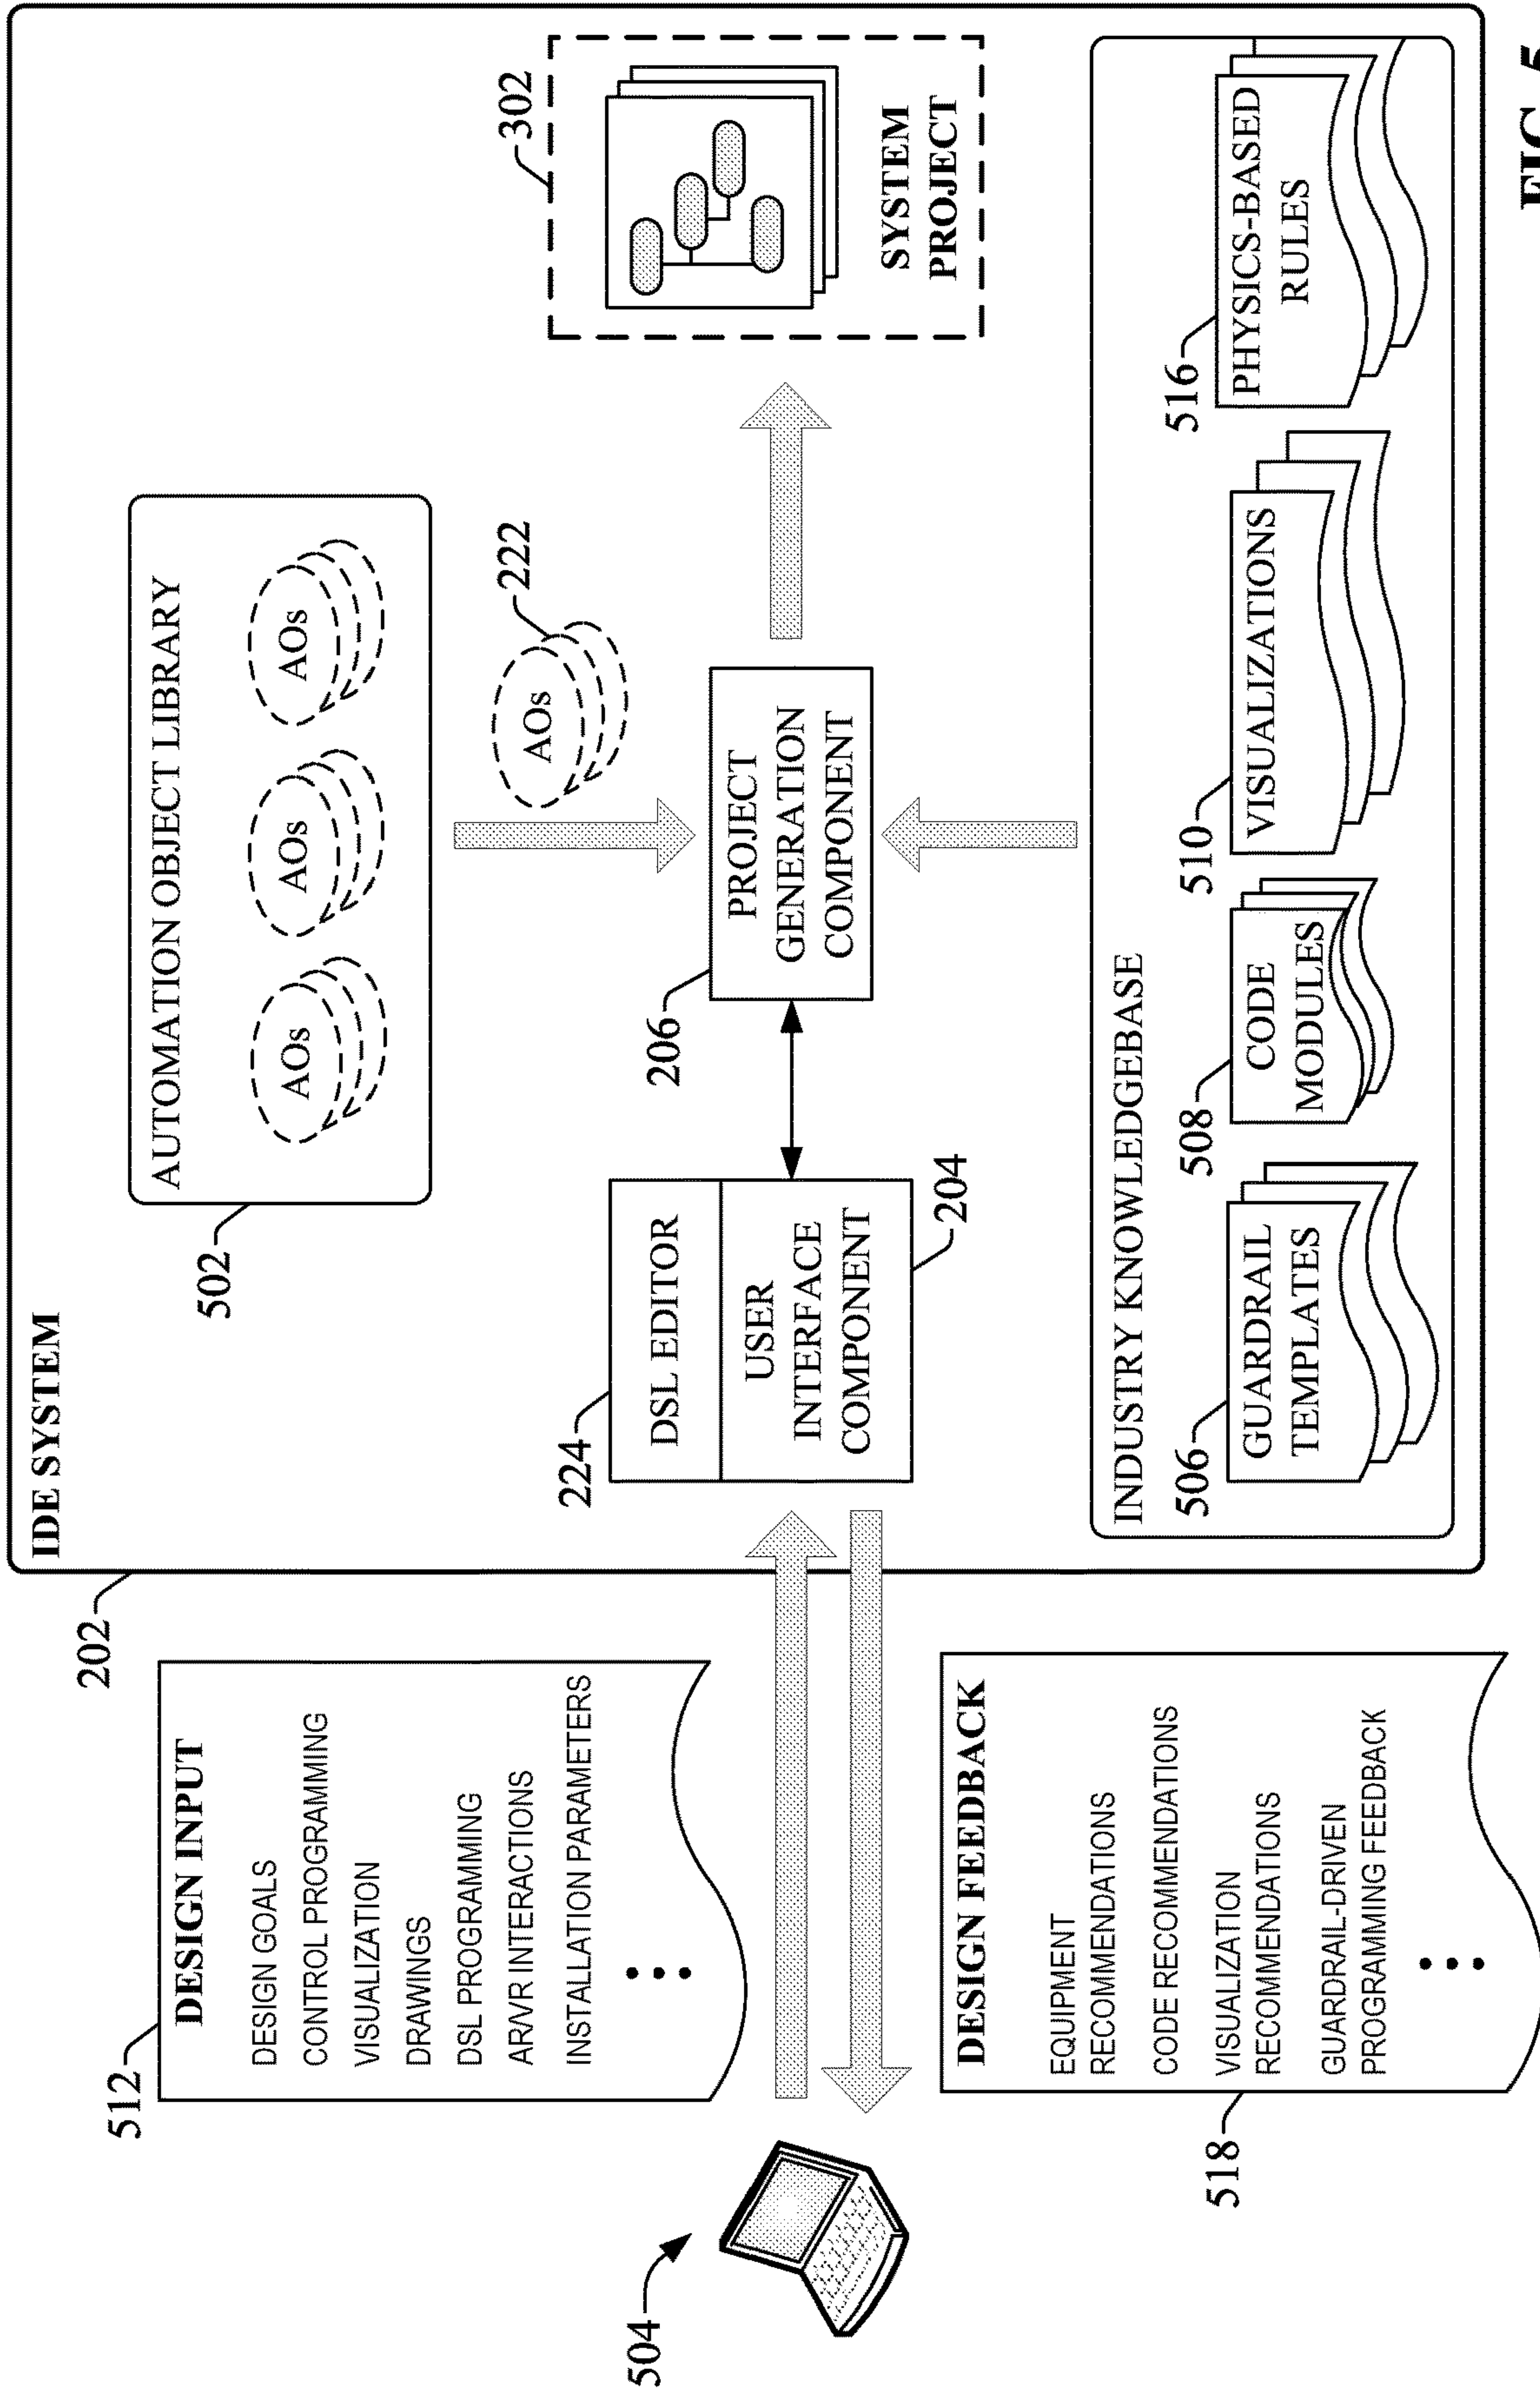 IDE SYSTEM
202
AUTOMATION OBJECT LIBRARY
AOs
AOs
AOs
502
AOs
222
302
SYSTEM
PROJECT
512
DESIGN INPUT
DESIGN GOALS
CONTROL PROGRAMMING
VISUALIZATION
DRAWINGS
DSL PROGRAMMING
AR/VR INTERACTIONS
INSTALLATION PARAMETERS
504
224
DSL EDITOR
USER
INTERFACE
COMPONENT
204
206
PROJECT
GENERATION
COMPONENT
518
DESIGN FEEDBACK
EQUIPMENT
RECOMMENDATIONS
CODE RECOMMENDATIONS
VISUALIZATION
RECOMMENDATIONS
GUARDRAIL-DRIVEN
PROGRAMMING FEEDBACK
INDUSTRY KNOWLEDGEBASE
506
GUARDRAIL
TEMPLATES
508
CODE
MODULES
510
VISUALIZATIONS
516
PHYSICS-BASED
RULES
FIG. 5